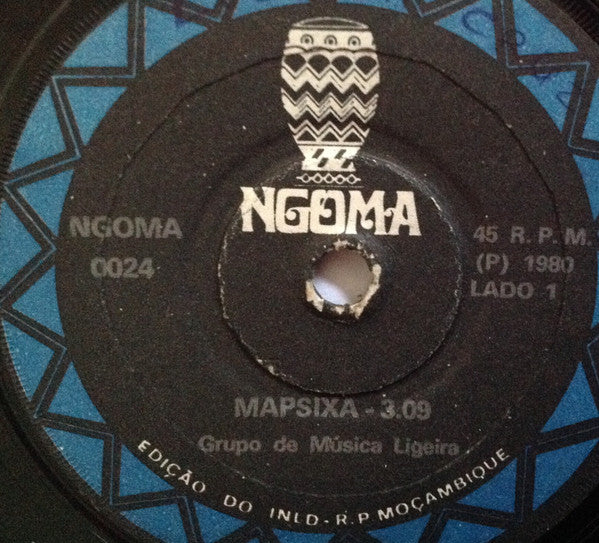 NGOMA
NGOMA
0024
45 R. P. M.
(P) 1980
LADO 1
MAPSIXA - 3.09
Grupo de Música Ligeira
EDIÇÃO DO INLD - R.P MOÇAMBIQUE